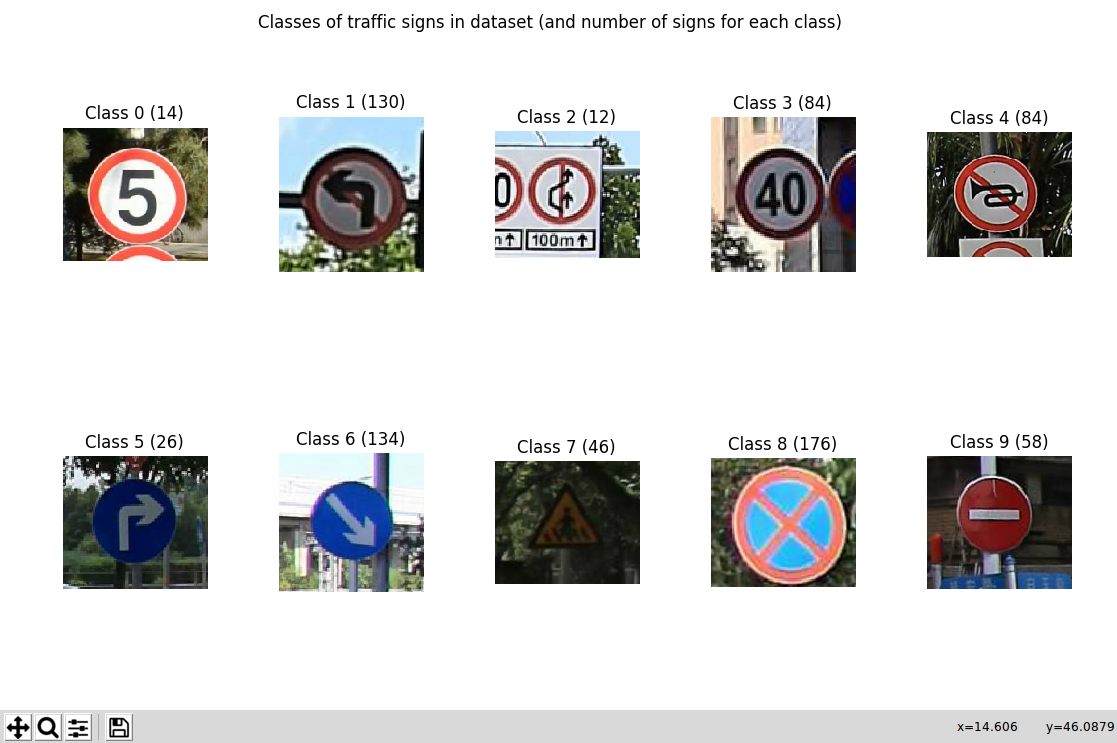 Classes of traffic signs in dataset (and number of signs for each class)
Class 0 (14)
Class 1 (130)
Class 2 (12)
Class 3 (84)
Class 4 (84)
5
0
m↑
100m↑
40
Class 5 (26)
Class 6 (134)
Class 7 (46)
Class 8 (176)
Class 9 (58)
x=14.606 y=46.0879